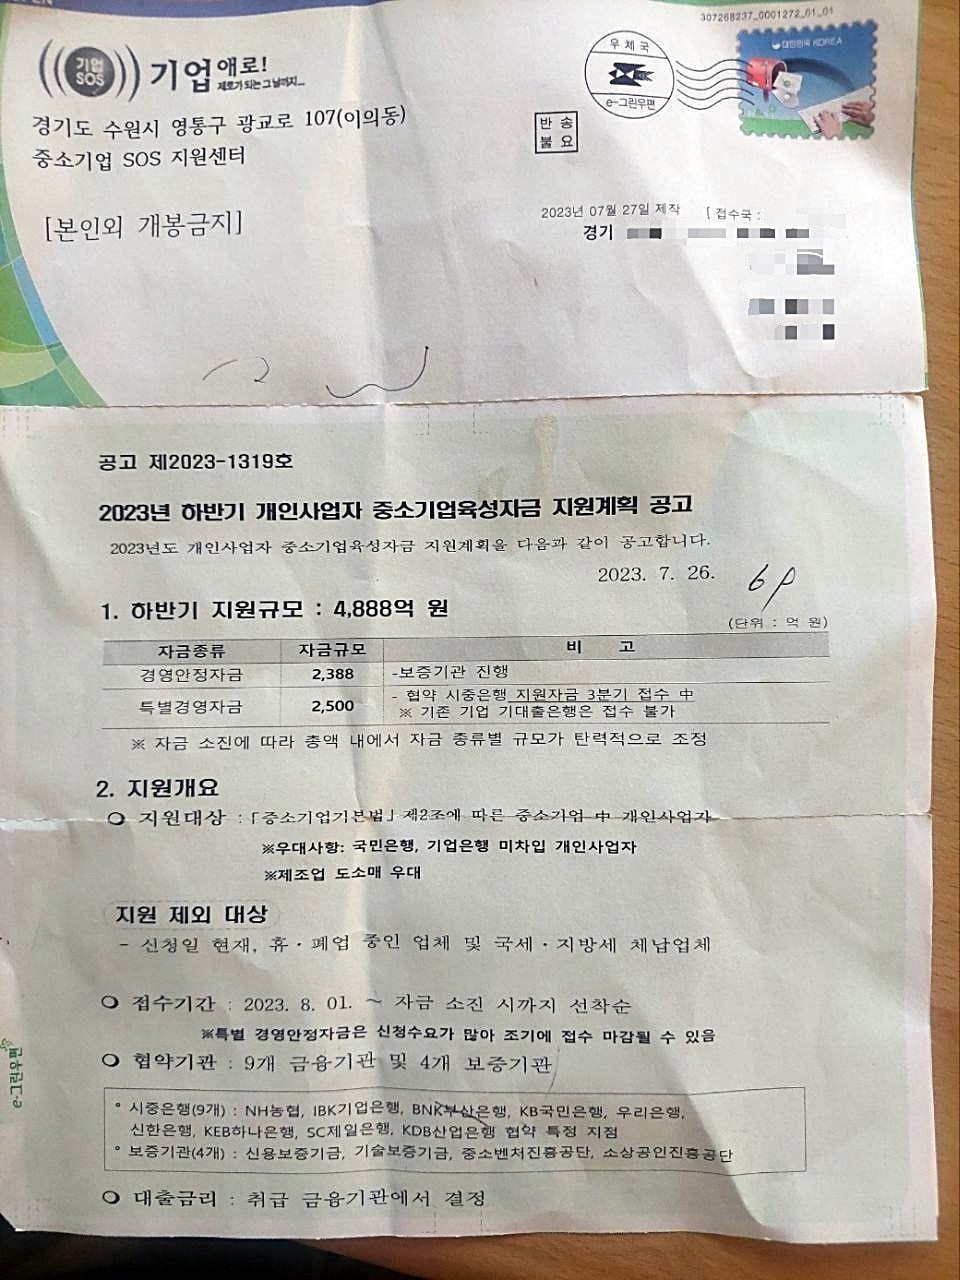 307268237_0001272_01_01
기업 SOS
기업 애로!
제로가 되는 그날까지...
우체국
e-그린우편
대한민국 KOREA
경기도 수원시 영통구 광교로 107(이의동)
중소기업 SOS 지원센터
반송
불요
[본인외 개봉금지]
2023년 07월 27일 제작 [ 접수국 :
경기
공고 제2023-1319호
2023년 하반기 개인사업자 중소기업육성자금 지원계획 공고
2023년도 개인사업자 중소기업육성자금 지원계획을 다음과 같이 공고합니다.
2023. 7. 26.
6p
1. 하반기 지원규모 : 4,888억 원
(단위 : 억 원)
자금종류 자금규모 비 고
경영안정자금 2,388 -보증기관 진행
특별경영자금 2,500 - 협약 시중은행 지원자금 3분기 접수 中
※ 기존 기업 기대출은행은 접수 불가
※ 자금 소진에 따라 총액 내에서 자금 종류별 규모가 탄력적으로 조정
2. 지원개요
❍ 지원대상 : 「중소기업기본법」 제2조에 따른 중소기업 中 개인사업자
※우대사항: 국민은행, 기업은행 미차입 개인사업자
※제조업 도소매 우대
지원 제외 대상
- 신청일 현재, 휴·폐업 중인 업체 및 국세·지방세 체납업체
❍ 접수기간 : 2023. 8. 01. ~ 자금 소진 시까지 선착순
※특별 경영안정자금은 신청수요가 많아 조기에 접수 마감될 수 있음
❍ 협약기관 : 9개 금융기관 및 4개 보증기관
° 시중은행(9개) : NH농협, IBK기업은행, BNK부산은행, KB국민은행, 우리은행,
신한은행, KEB하나은행, SC제일은행, KDB산업은행 협약 특정 지점
° 보증기관(4개) : 신용보증기금, 기술보증기금, 중소벤처진흥공단, 소상공인진흥공단
❍ 대출금리 : 취급 금융기관에서 결정
e-그린우편